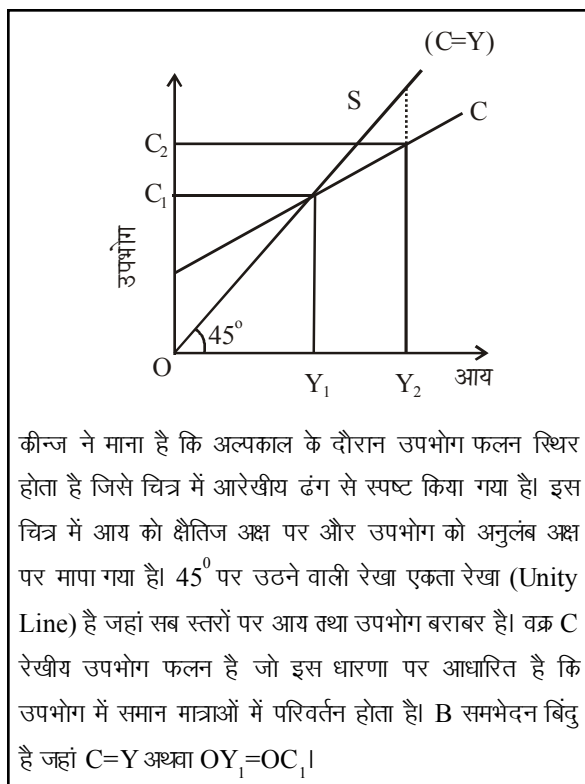 (C=Y)
S
C
C₂
C₁
उपभोग
45°
O
Y₁
Y₂
आय
कीन्ज ने माना है कि अल्पकाल के दौरान उपभोग फलन स्थिर
होता है जिसे चित्र में आरेखीय ढंग से स्पष्ट किया गया है। इस
चित्र में आय को क्षैतिज अक्ष पर और उपभोग को अनुलंब अक्ष
पर मापा गया है। 45⁰ पर उठने वाली रेखा एकता रेखा (Unity
Line) है जहां सब स्तरों पर आय तथा उपभोग बराबर है। वक्र C
रेखीय उपभोग फलन है जो इस धारणा पर आधारित है कि
उपभोग में समान मात्राओं में परिवर्तन होता है। B समभेदन बिंदु
है जहां C=Y अथवा OY₁=OC₁।